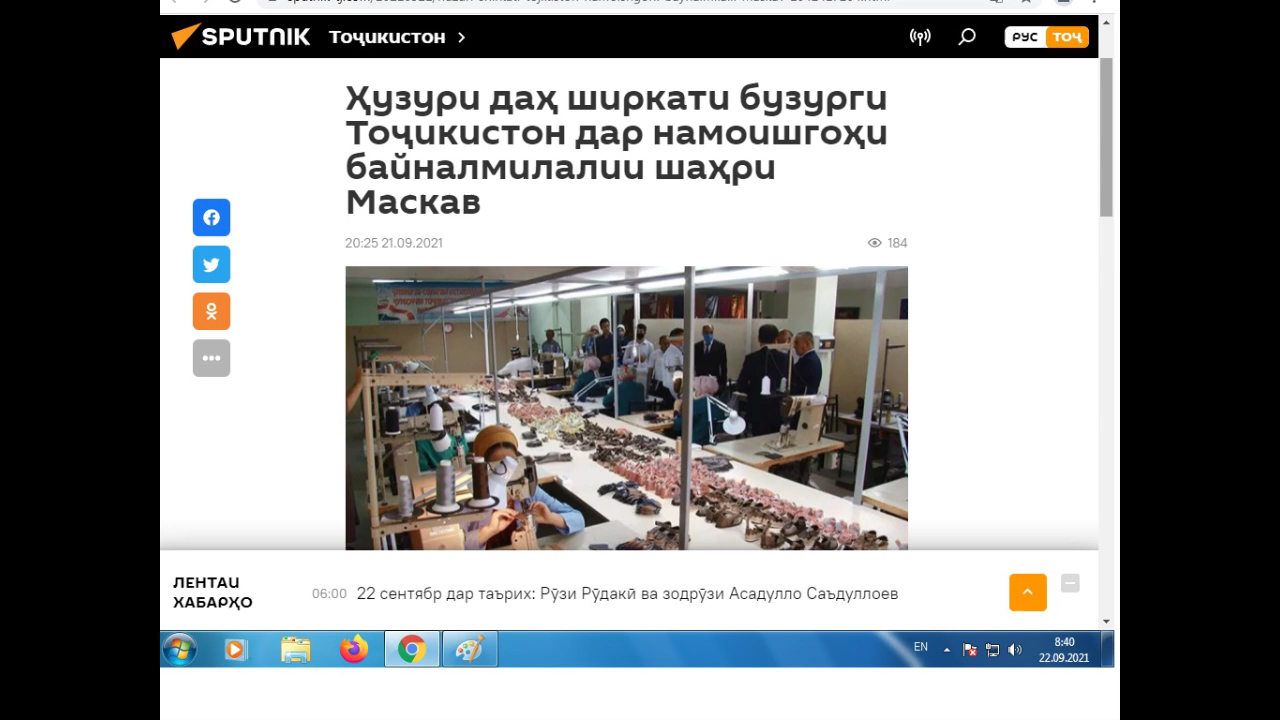 SPUTNIK Тоҷикистон
РУС ТОҶ
Ҳузури даҳ ширкати бузурги
Тоҷикистон дар намоишгоҳи
байналмилалии шаҳри
Маскав
20:25 21.09.2021
184
ЛЕНТАИ
ХАБАРҲО
06:00 22 сентябр дар таърих: Рӯзи Рӯдакӣ ва зодрӯзи Асадулло Саъдуллоев
EN
8:40
22.09.2021